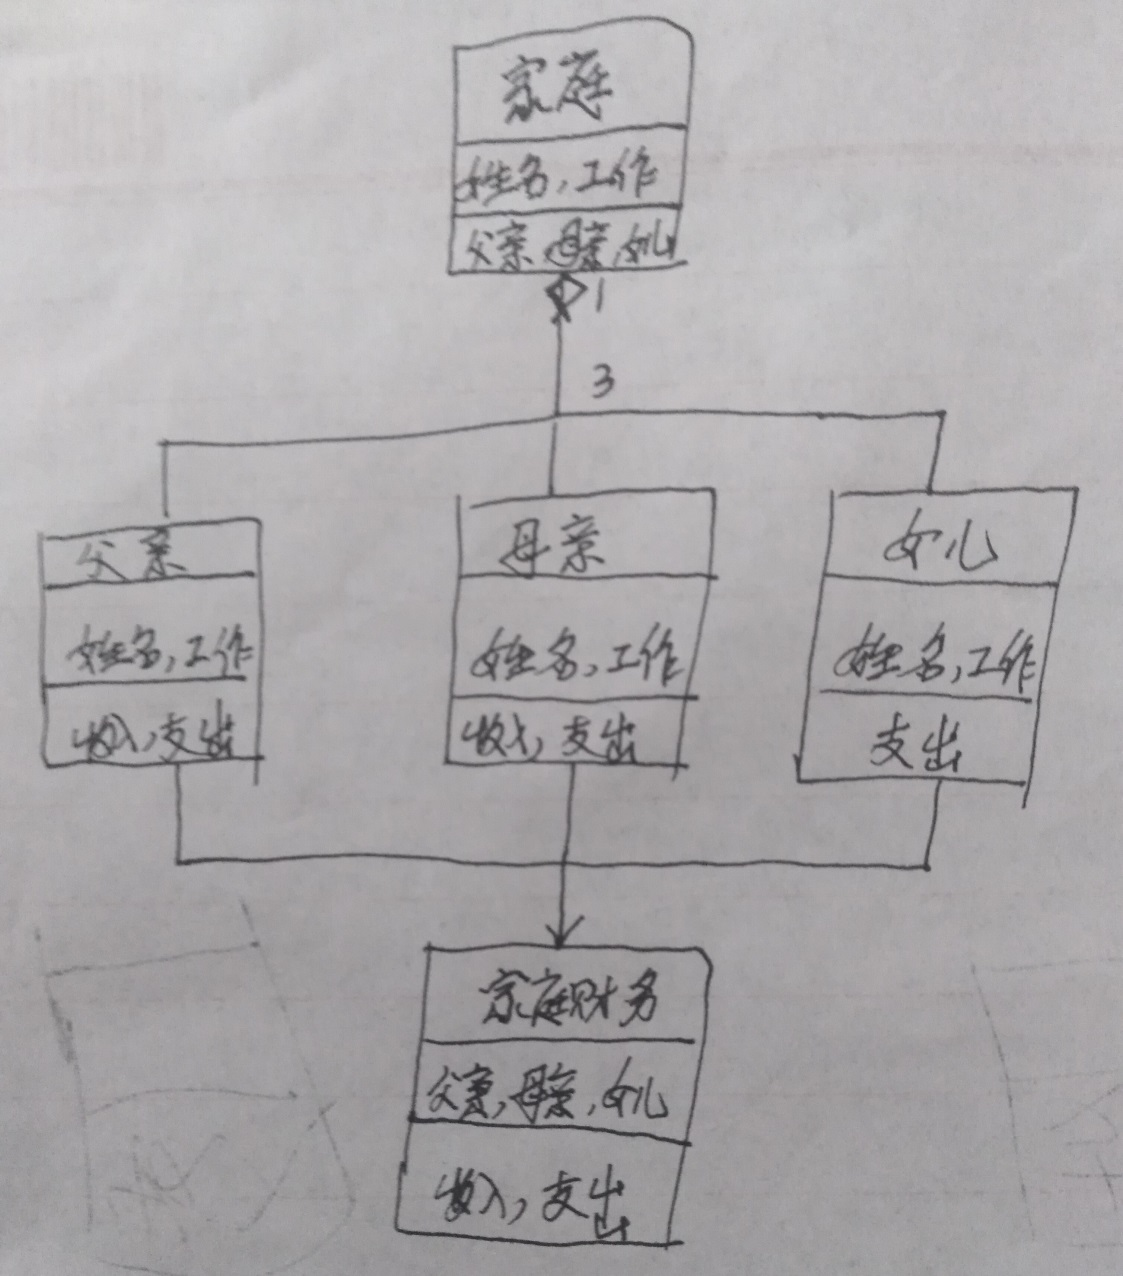 家庭
姓名,工作
父亲 母亲,女儿
1
3
父亲
母亲
女儿
姓名,工作
姓名,工作
姓名,工作
收入,支出
收入,支出
支出
家庭财务
父亲,母亲,女儿
收入,支出